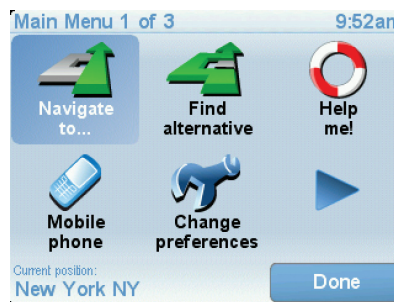 Main Menu 1 of 3 9:52am
Navigate
to...
Find
alternative
Help
me!
Mobile
phone
Change
preferences
Current position:
New York NY
Done